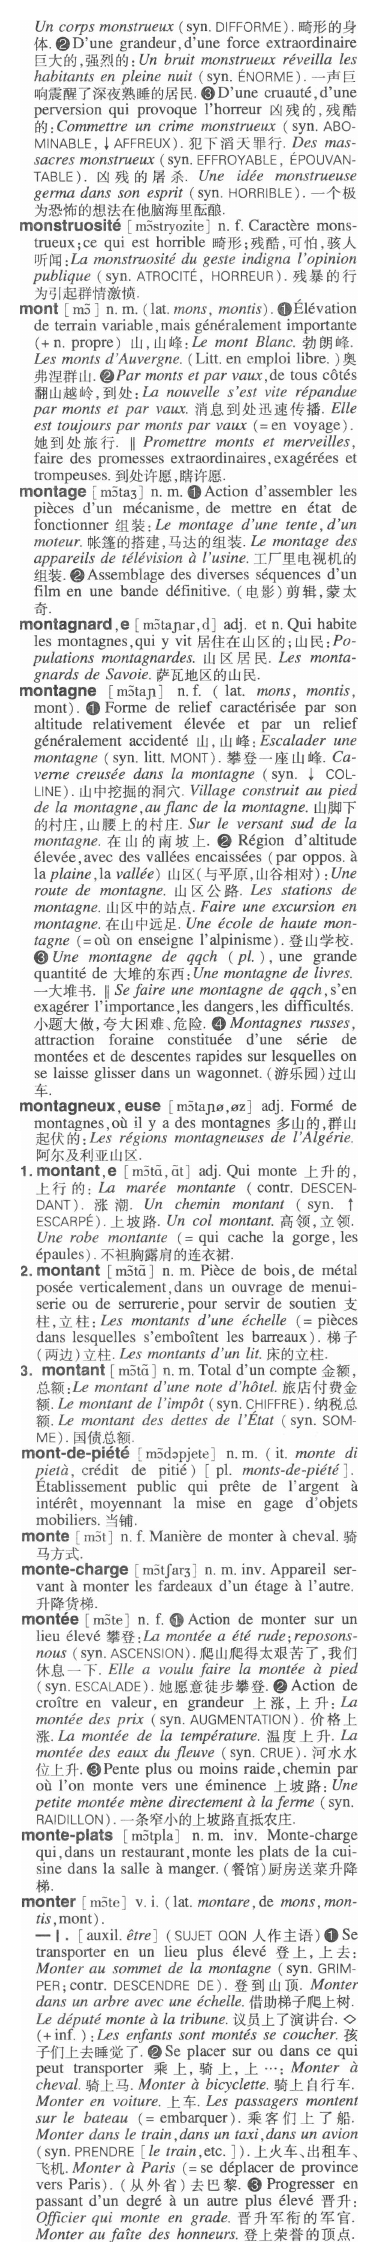 Un corps monstrueux (syn. DIFFORME). 畸形的身
体. ❷D’une grandeur,d’une force extraordinaire
巨大的,强烈的: Un bruit monstrueux réveilla les
habitants en pleine nuit (syn. ÉNORME). 一声巨
响震醒了深夜熟睡的居民. ❸D’une cruauté,d’une
perversion qui provoque l’horreur 凶残的, 残酷
的: Commettre un crime monstrueux (syn. ABO-
MINABLE, ↓AFFREUX). 犯下滔天罪行. Des mas-
sacres monstrueux (syn. EFFROYABLE, ÉPOUVAN-
TABLE). 凶残的屠杀. Une idée monstrueuse
germa dans son esprit (syn. HORRIBLE). 一个极
为恐怖的想法在他脑海里酝酿.
monstruosité [mɔ̃stryozite] n. f. Caractère mons-
trueux;ce qui est horrible 畸形;残酷,可怕,骇人
听闻: La monstruosité du geste indigna l’opinion
publique (syn. ATROCITÉ, HORREUR). 残暴的行
为引起群情激愤.
mont [mɔ̃] n. m. (lat. mons, montis). ❶Élévation
de terrain variable,mais généralement importante
(+n. propre) 山,山峰: Le mont Blanc. 勃朗峰.
Les monts d’Auvergne. (Litt. en emploi libre. )奥
弗涅群山. ❷Par monts et par vaux,de tous côtés
翻山越岭,到处: La nouvelle s’est vite répandue
par monts et par vaux. 消息到处迅速传播. Elle
est toujours par monts par vaux (=en voyage).
她到处旅行. ‖ Promettre monts et merveilles,
faire des promesses extraordinaires,exagérées et
trompeuses. 到处许愿,瞎许愿.
montage [mɔ̃taʒ] n. m. ❶Action d’assembler les
pièces d’un mécanisme, de mettre en état de
fonctionner 组装: Le montage d’une tente, d’un
moteur. 帐篷的搭建,马达的组装. Le montage des
appareils de télévision à l’usine. 工厂里电视机的
组装. ❷Assemblage des diverses séquences d’un
film en une bande définitive. (电影)剪辑,蒙太
奇.
montagnard,e [mɔ̃taɲar,d] adj. et n. Qui habite
les montagnes,qui y vit 居住在山区的;山民: Po-
pulations montagnardes. 山区居民. Les monta-
gnards de Savoie. 萨瓦地区的山民.
montagne [mɔ̃taɲ] n. f. ( lat. mons, montis,
mont). ❶ Forme de relief caractérisée par son
altitude relativement élevée et par un relief
généralement accidenté 山,山峰: Escalader une
montagne (syn. litt. MONT). 攀登一座山峰. Ca-
verne creusée dans la montagne (syn. ↓ COL-
LINE). 山中挖掘的洞穴. Village construit au pied
de la montagne,au flanc de la montagne. 山脚下
的村庄,山腰上的村庄. Sur le versant sud de la
montagne. 在山的南坡上. ❷ Région d’altitude
élevée,avec des vallées encaissées (par oppos. à
la plaine,la vallée) 山区(与平原,山谷相对): Une
route de montagne. 山区公路. Les stations de
montagne. 山区中的站点. Faire une excursion en
montagne. 在山中远足. Une école de haute mon-
tagne (=où on enseigne l’alpinisme). 登山学校.
❸ Une montagne de qqch (pl. ), une grande
quantité de 大堆的东西: Une montagne de livres.
一大堆书. ‖ Se faire une montagne de qqch,s’en
exagérer l’importance,les dangers,les difficultés.
小题大做,夸大困难、危险. ❹ Montagnes russes,
attraction foraine constituée d’une série de
montées et de descentes rapides sur lesquelles on
se laisse glisser dans un wagonnet. (游乐园)过山
车.
montagneux, euse [mɔ̃taɲø,øz] adj. Formé de
montagnes,où il y a des montagnes 多山的,群山
起伏的: Les régions montagneuses de l’Algérie.
阿尔及利亚山区.
1. montant,e [mɔ̃tɑ̃, ɑ̃t] adj. Qui monte 上升的,
上行的: La marée montante ( contr. DESCEN-
DANT). 涨潮. Un chemin montant ( syn. ↑
ESCARPÉ). 上坡路. Un col montant. 高领,立领.
Une robe montante ( = qui cache la gorge, les
épaules). 不袒胸露肩的连衣裙.
2. montant [mɔ̃tɑ̃] n. m. Pièce de bois,de métal
posée verticalement,dans un ouvrage de menui-
serie ou de serrurerie,pour servir de soutien 支
柱,立柱: Les montants d’une échelle (= pièces
dans lesquelles s’emboîtent les barreaux). 梯子
(两边)立柱. Les montants d’un lit. 床的立柱.
3. montant [mɔ̃tɑ̃] n. m. Total d’un compte 金额,
总额: Le montant d’une note d’hôtel. 旅店付费金
额. Le montant de l’impôt (syn. CHIFFRE). 纳税总
额. Le montant des dettes de l’État ( syn. SOM-
ME). 国债总额.
mont-de-piété [mɔ̃dəpjete] n. m. ( it. monte di
pietà, crédit de pitié) [ pl. monts-de-piété ].
Établissement public qui prête de l’argent à
intérêt, moyennant la mise en gage d’objets
mobiliers. 当铺.
monte [mɔ̃t] n. f. Manière de monter à cheval. 骑
马方式.
monte-charge [mɔ̃tʃarʒ] n. m. inv. Appareil ser-
vant à monter les fardeaux d’un étage à l’autre.
升降货梯.
montée [mɔ̃te] n. f. ❶ Action de monter sur un
lieu élevé 攀登: La montée a été rude; reposons-
nous (syn. ASCENSION). 爬山爬得太艰苦了,我们
休息一下. Elle a voulu faire la montée à pied
(syn. ESCALADE). 她愿意徒步攀登. ❷ Action de
croître en valeur, en grandeur 上涨, 上升: La
montée des prix (syn. AUGMENTATION). 价格上
涨. La montée de la température. 温度上升. La
montée des eaux du fleuve (syn. CRUE). 河水水
位上升. ❸Pente plus ou moins raide,chemin par
où l’on monte vers une éminence 上坡路: Une
petite montée mène directement à la ferme (syn.
RAIDILLON). 一条窄小的上坡路直抵农庄.
monte-plats [mɔ̃tpla] n. m. inv. Monte-charge
qui,dans un restaurant,monte les plats de la cui-
sine dans la salle à manger. (餐馆)厨房送菜升降
梯.
monter [mɔ̃te] v. i. (lat. montare, de mons, mon-
tis,mont).
—Ⅰ. [auxil. être] (SUJET QQN 人作主语)❶ Se
transporter en un lieu plus élevé 登上, 上去:
Monter au sommet de la montagne (syn. GRIM-
PER; contr. DESCENDRE DE). 登到山顶. Monter
dans un arbre avec une échelle. 借助梯子爬上树.
Le député monte à la tribune. 议员上了演讲台. ◇
(+inf. ): Les enfants sont montés se coucher. 孩
子们上去睡觉了. ❷ Se placer sur ou dans ce qui
peut transporter 乘上, 骑上, 上…: Monter à
cheval. 骑上马. Monter à bicyclette. 骑上自行车.
Monter en voiture. 上车. Les passagers montent
sur le bateau (= embarquer). 乘客们上了船.
Monter dans le train,dans un taxi,dans un avion
(syn. PRENDRE [le train,etc. ]). 上火车、出租车、
飞机. Monter à Paris (=se déplacer de province
vers Paris). (从外省)去巴黎. ❸ Progresser en
passant d’un degré à un autre plus élevé 晋升:
Officier qui monte en grade. 晋升军衔的军官.
Monter au faîte des honneurs. 登上荣誉的顶点.